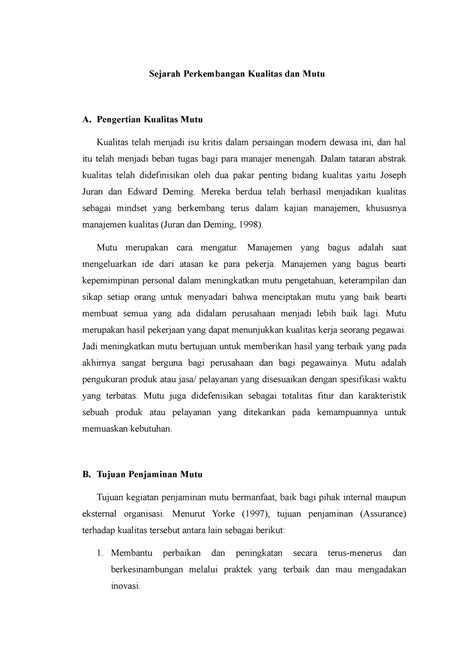 Sejarah Perkembangan Kualitas dan Mutu
A. Pengertian Kualitas Mutu
Kualitas telah menjadi isu kritis dalam persaingan modern dewasa ini, dan hal
itu telah menjadi beban tugas bagi para manajer menengah. Dalam tataran abstrak
kualitas telah didefinisikan oleh dua pakar penting bidang kualitas yaitu Joseph
Juran dan Edward Deming. Mereka berdua telah berhasil menjadikan kualitas
sebagai mindset yang berkembang terus dalam kajian manajemen, khususnya
manajemen kualitas (Juran dan Deming, 1998).
Mutu merupakan cara mengatur. Manajemen yang bagus adalah saat
mengeluarkan ide dari atasan ke para pekerja. Manajemen yang bagus bearti
kepemimpinan personal dalam meningkatkan mutu pengetahuan, keterampilan dan
sikap setiap orang untuk menyadari bahwa menciptakan mutu yang baik bearti
membuat semua yang ada didalam perusahaan menjadi lebih baik lagi. Mutu
merupakan hasil pekerjaan yang dapat menunjukkan kualitas kerja seorang pegawai.
Jadi meningkatkan mutu bertujuan untuk memberikan hasil yang terbaik yang pada
akhirnya sangat berguna bagi perusahaan dan bagi pegawainya. Mutu adalah
pengukuran produk atau jasa/ pelayanan yang disesuaikan dengan spesifikasi waktu
yang terbatas. Mutu juga didefenisikan sebagai totalitas fitur dan karakteristik
sebuah produk atau pelayanan yang ditekankan pada kemampuannya untuk
memuaskan kebutuhan.
B. Tujuan Penjaminan Mutu
Tujuan kegiatan penjaminan mutu bermanfaat, baik bagi pihak internal maupun
eksternal organisasi. Menurut Yorke (1997), tujuan penjaminan (Assurance)
terhadap kualitas tersebut antara lain sebagai berikut:
1. Membantu perbaikan dan peningkatan secara terus-menerus dan
berkesinambungan melalui praktek yang terbaik dan mau mengadakan
inovasi.